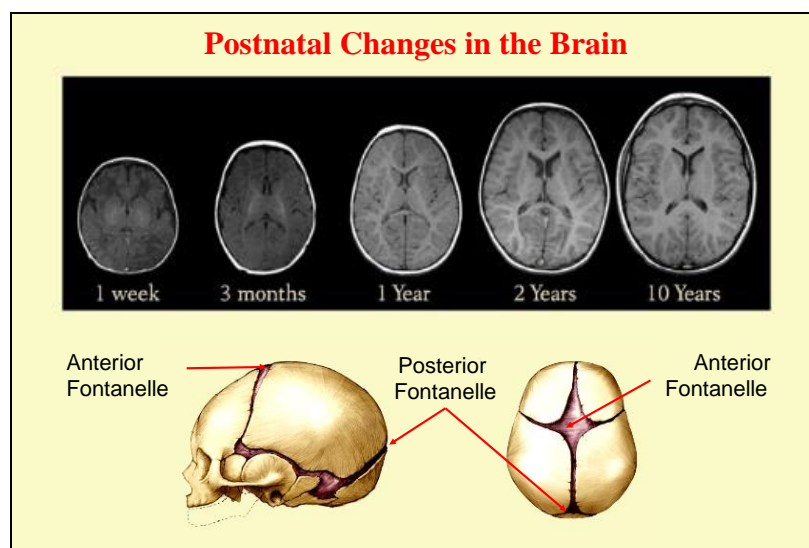 Postnatal Changes in the Brain
1 week
3 months
1 Year
2 Years
10 Years
Anterior
Fontanelle
Posterior
Fontanelle
Anterior
Fontanelle